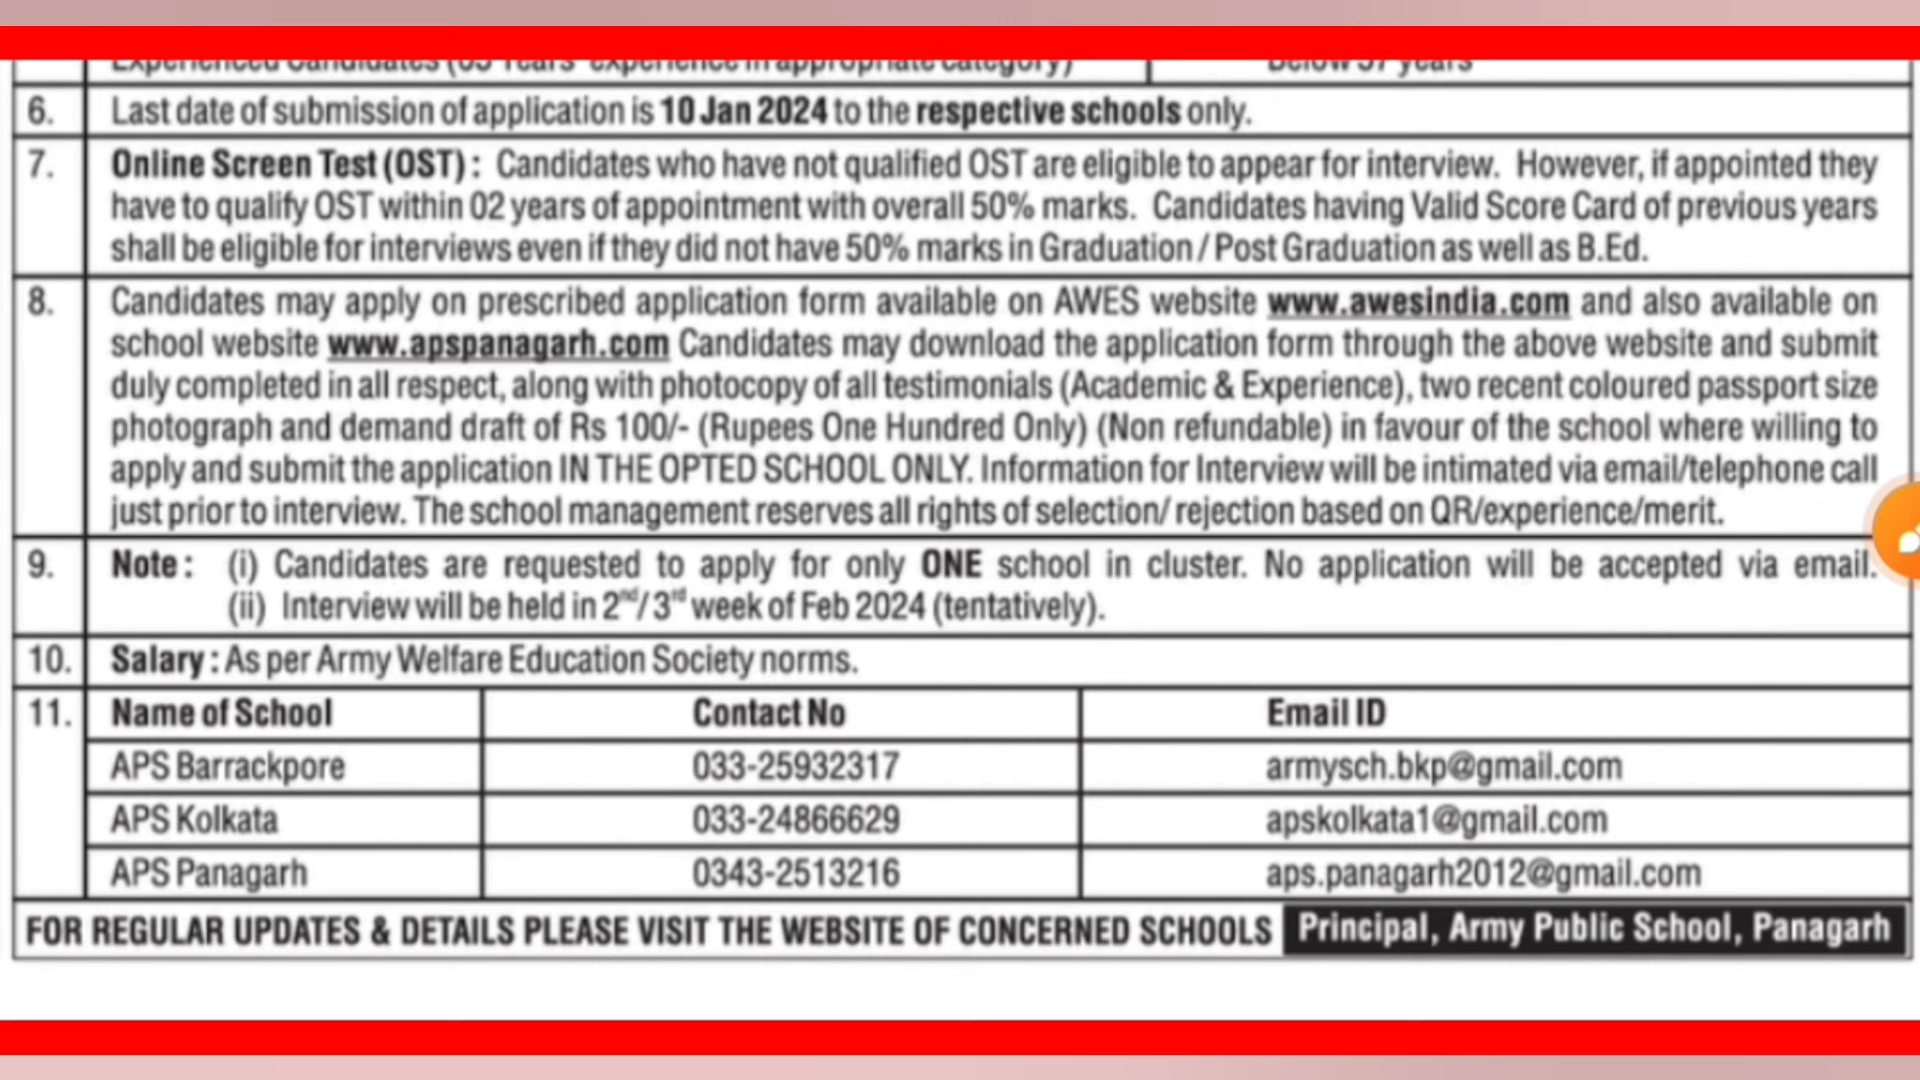 Experienced Candidates (05 Years' experience in appropriate category) Below 57 years
6. Last date of submission of application is 10 Jan 2024 to the respective schools only.
7. Online Screen Test (OST) : Candidates who have not qualified OST are eligible to appear for interview. However, if appointed they
have to qualify OST within 02 years of appointment with overall 50% marks. Candidates having Valid Score Card of previous years
shall be eligible for interviews even if they did not have 50% marks in Graduation / Post Graduation as well as B.Ed.
8. Candidates may apply on prescribed application form available on AWES website www.awesindia.com and also available on
school website www.apspanagarh.com Candidates may download the application form through the above website and submit
duly completed in all respect, along with photocopy of all testimonials (Academic & Experience), two recent coloured passport size
photograph and demand draft of Rs 100/- (Rupees One Hundred Only) (Non refundable) in favour of the school where willing to
apply and submit the application IN THE OPTED SCHOOL ONLY. Information for Interview will be intimated via email/telephone call
just prior to interview. The school management reserves all rights of selection/ rejection based on QR/experience/merit.
9. Note : (i) Candidates are requested to apply for only ONE school in cluster. No application will be accepted via email.
(ii) Interview will be held in 2nd/ 3rd week of Feb 2024 (tentatively).
10. Salary : As per Army Welfare Education Society norms.
11. Name of School Contact No Email ID
APS Barrackpore 033-25932317 armysch.bkp@gmail.com
APS Kolkata 033-24866629 apskolkata1@gmail.com
APS Panagarh 0343-2513216 aps.panagarh2012@gmail.com
FOR REGULAR UPDATES & DETAILS PLEASE VISIT THE WEBSITE OF CONCERNED SCHOOLS Principal, Army Public School, Panagarh